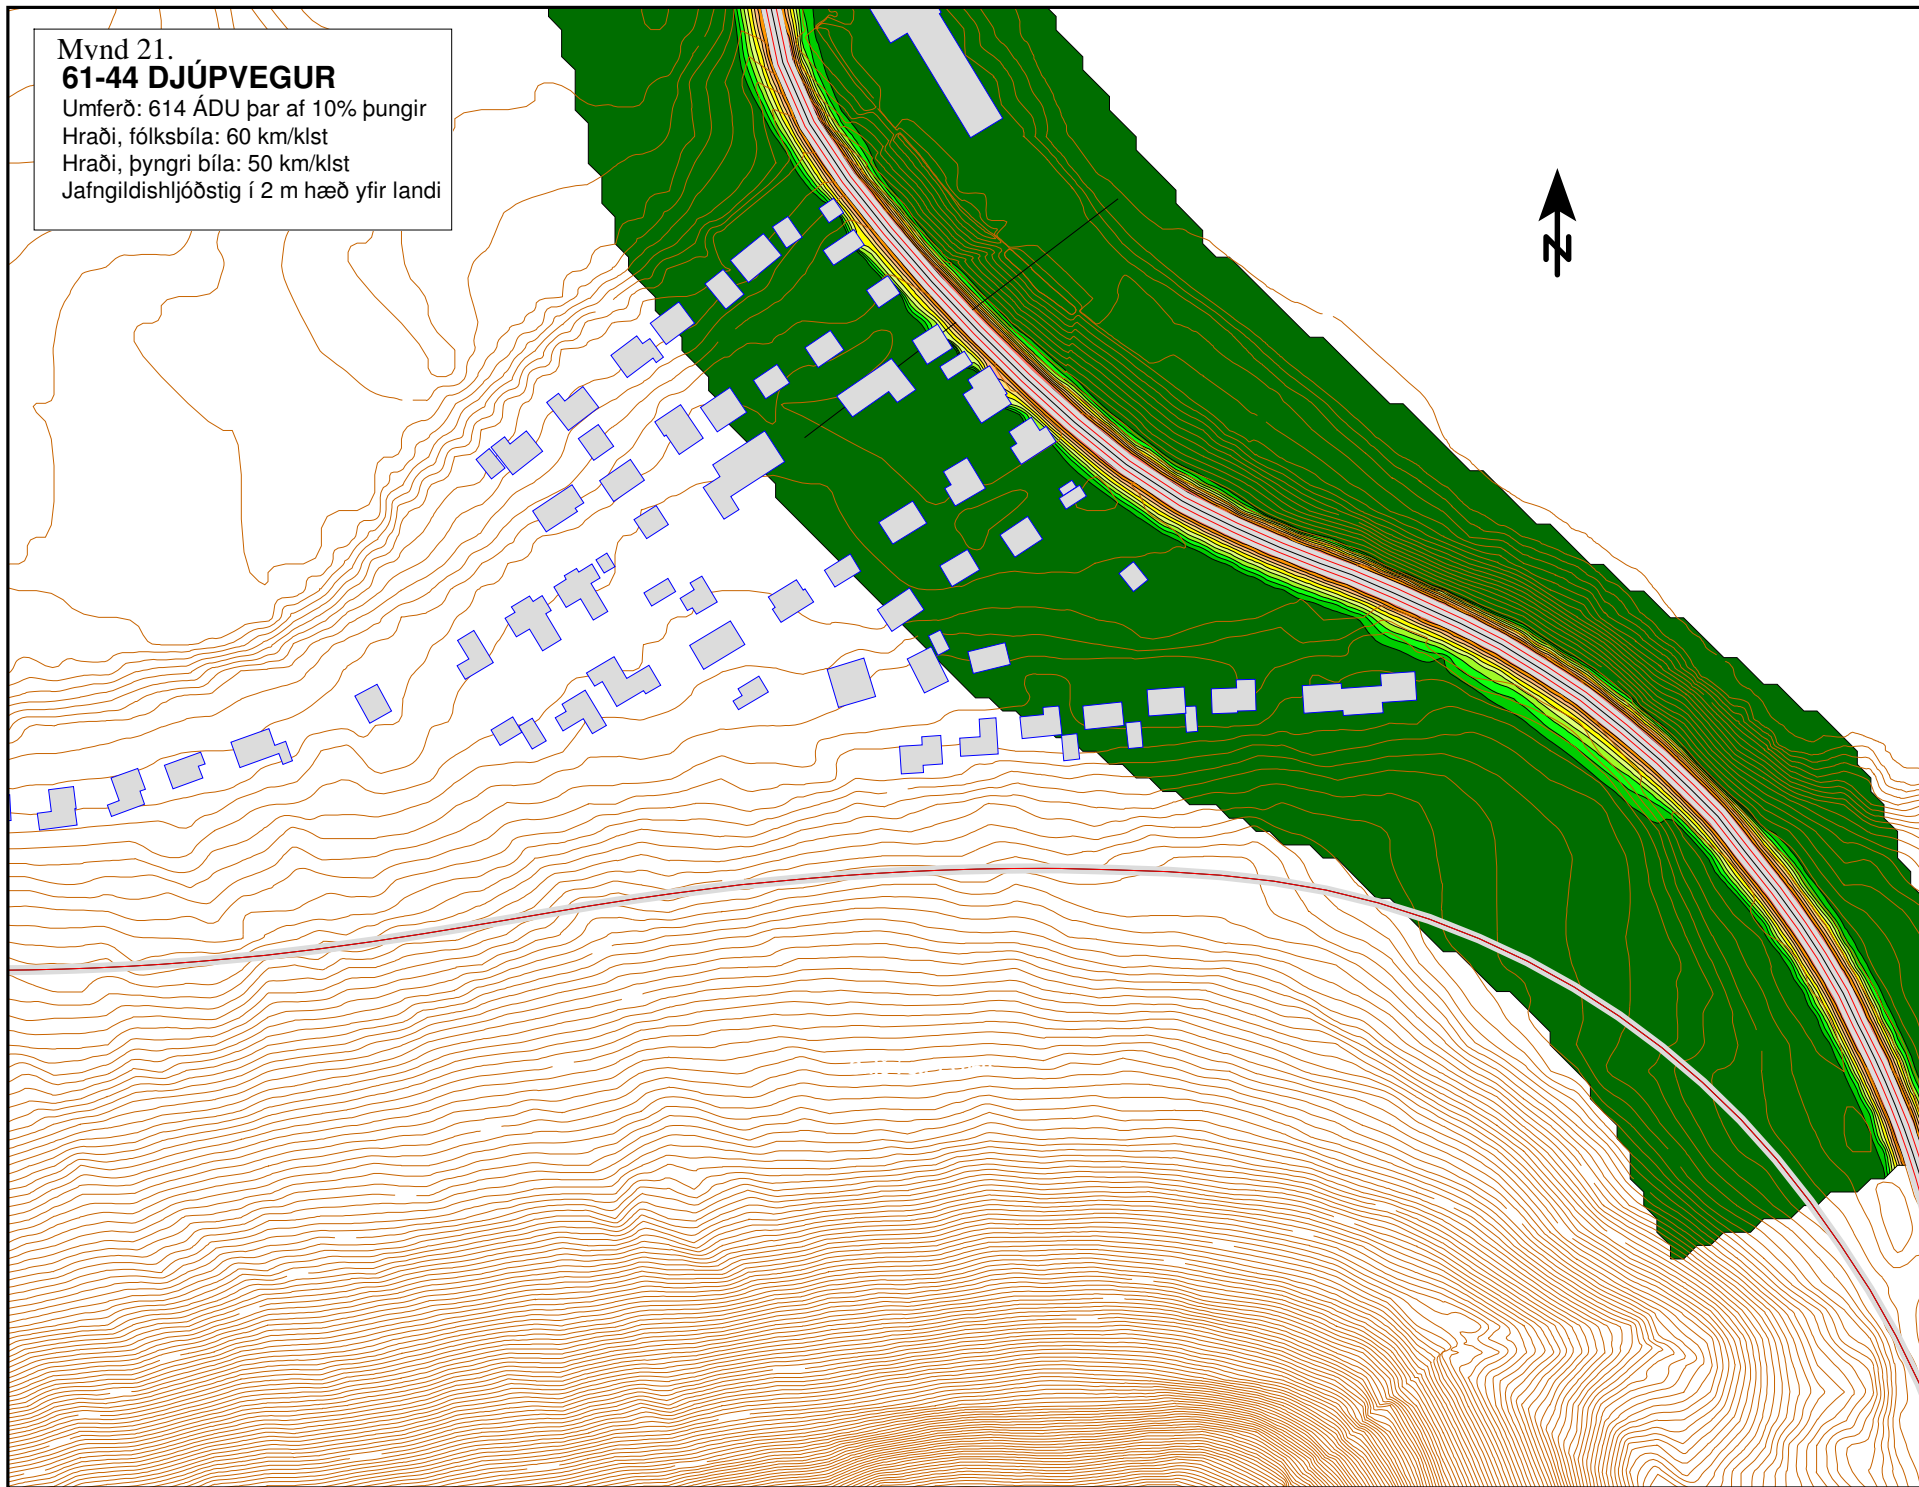 Mynd 21.
61-44 DJÚPVEGUR
Umferð: 614 ÁDU þar af 10% þungir
Hraði, fólksbíla: 60 km/klst
Hraði, þyngri bíla: 50 km/klst
Jafngildishljóðstig í 2 m hæð yfir landi
N